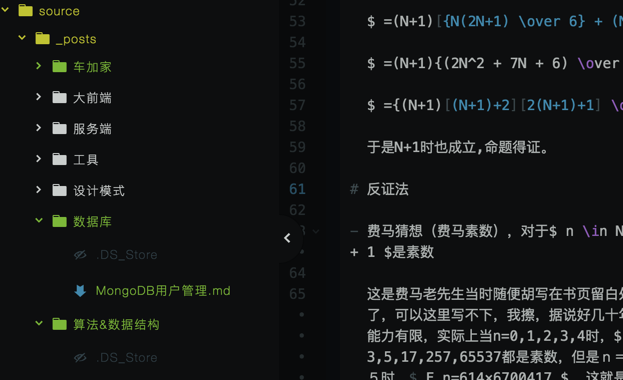 source
_posts
车加家
大前端
服务端
工具
设计模式
数据库
.DS_Store
MongoDB用户管理.md
算法&数据结构
.DS_Store
53 $ =(N+1)[{N(2N+1) \over 6} + (N
54
55 $ =(N+1){(2N^2 + 7N + 6) \over
56
57 $ ={(N+1)[(N+1)+2][2(N+1)+1] \o
58
59 于是N+1时也成立,命题得证。
60
61 # 反证法
62
- 费马猜想（费马素数）, 对于$ n \in N
+ 1 $是素数
64
65 这是费马老先生当时随便胡写在书页留白处
了，可以这里写不下，我擦，据说好几十年
能力有限，实际上当n=0,1,2,3,4时，$
3,5,17,257,65537都是素数，但是 n =
5时，$ F_n=614×6700417 $，这就是